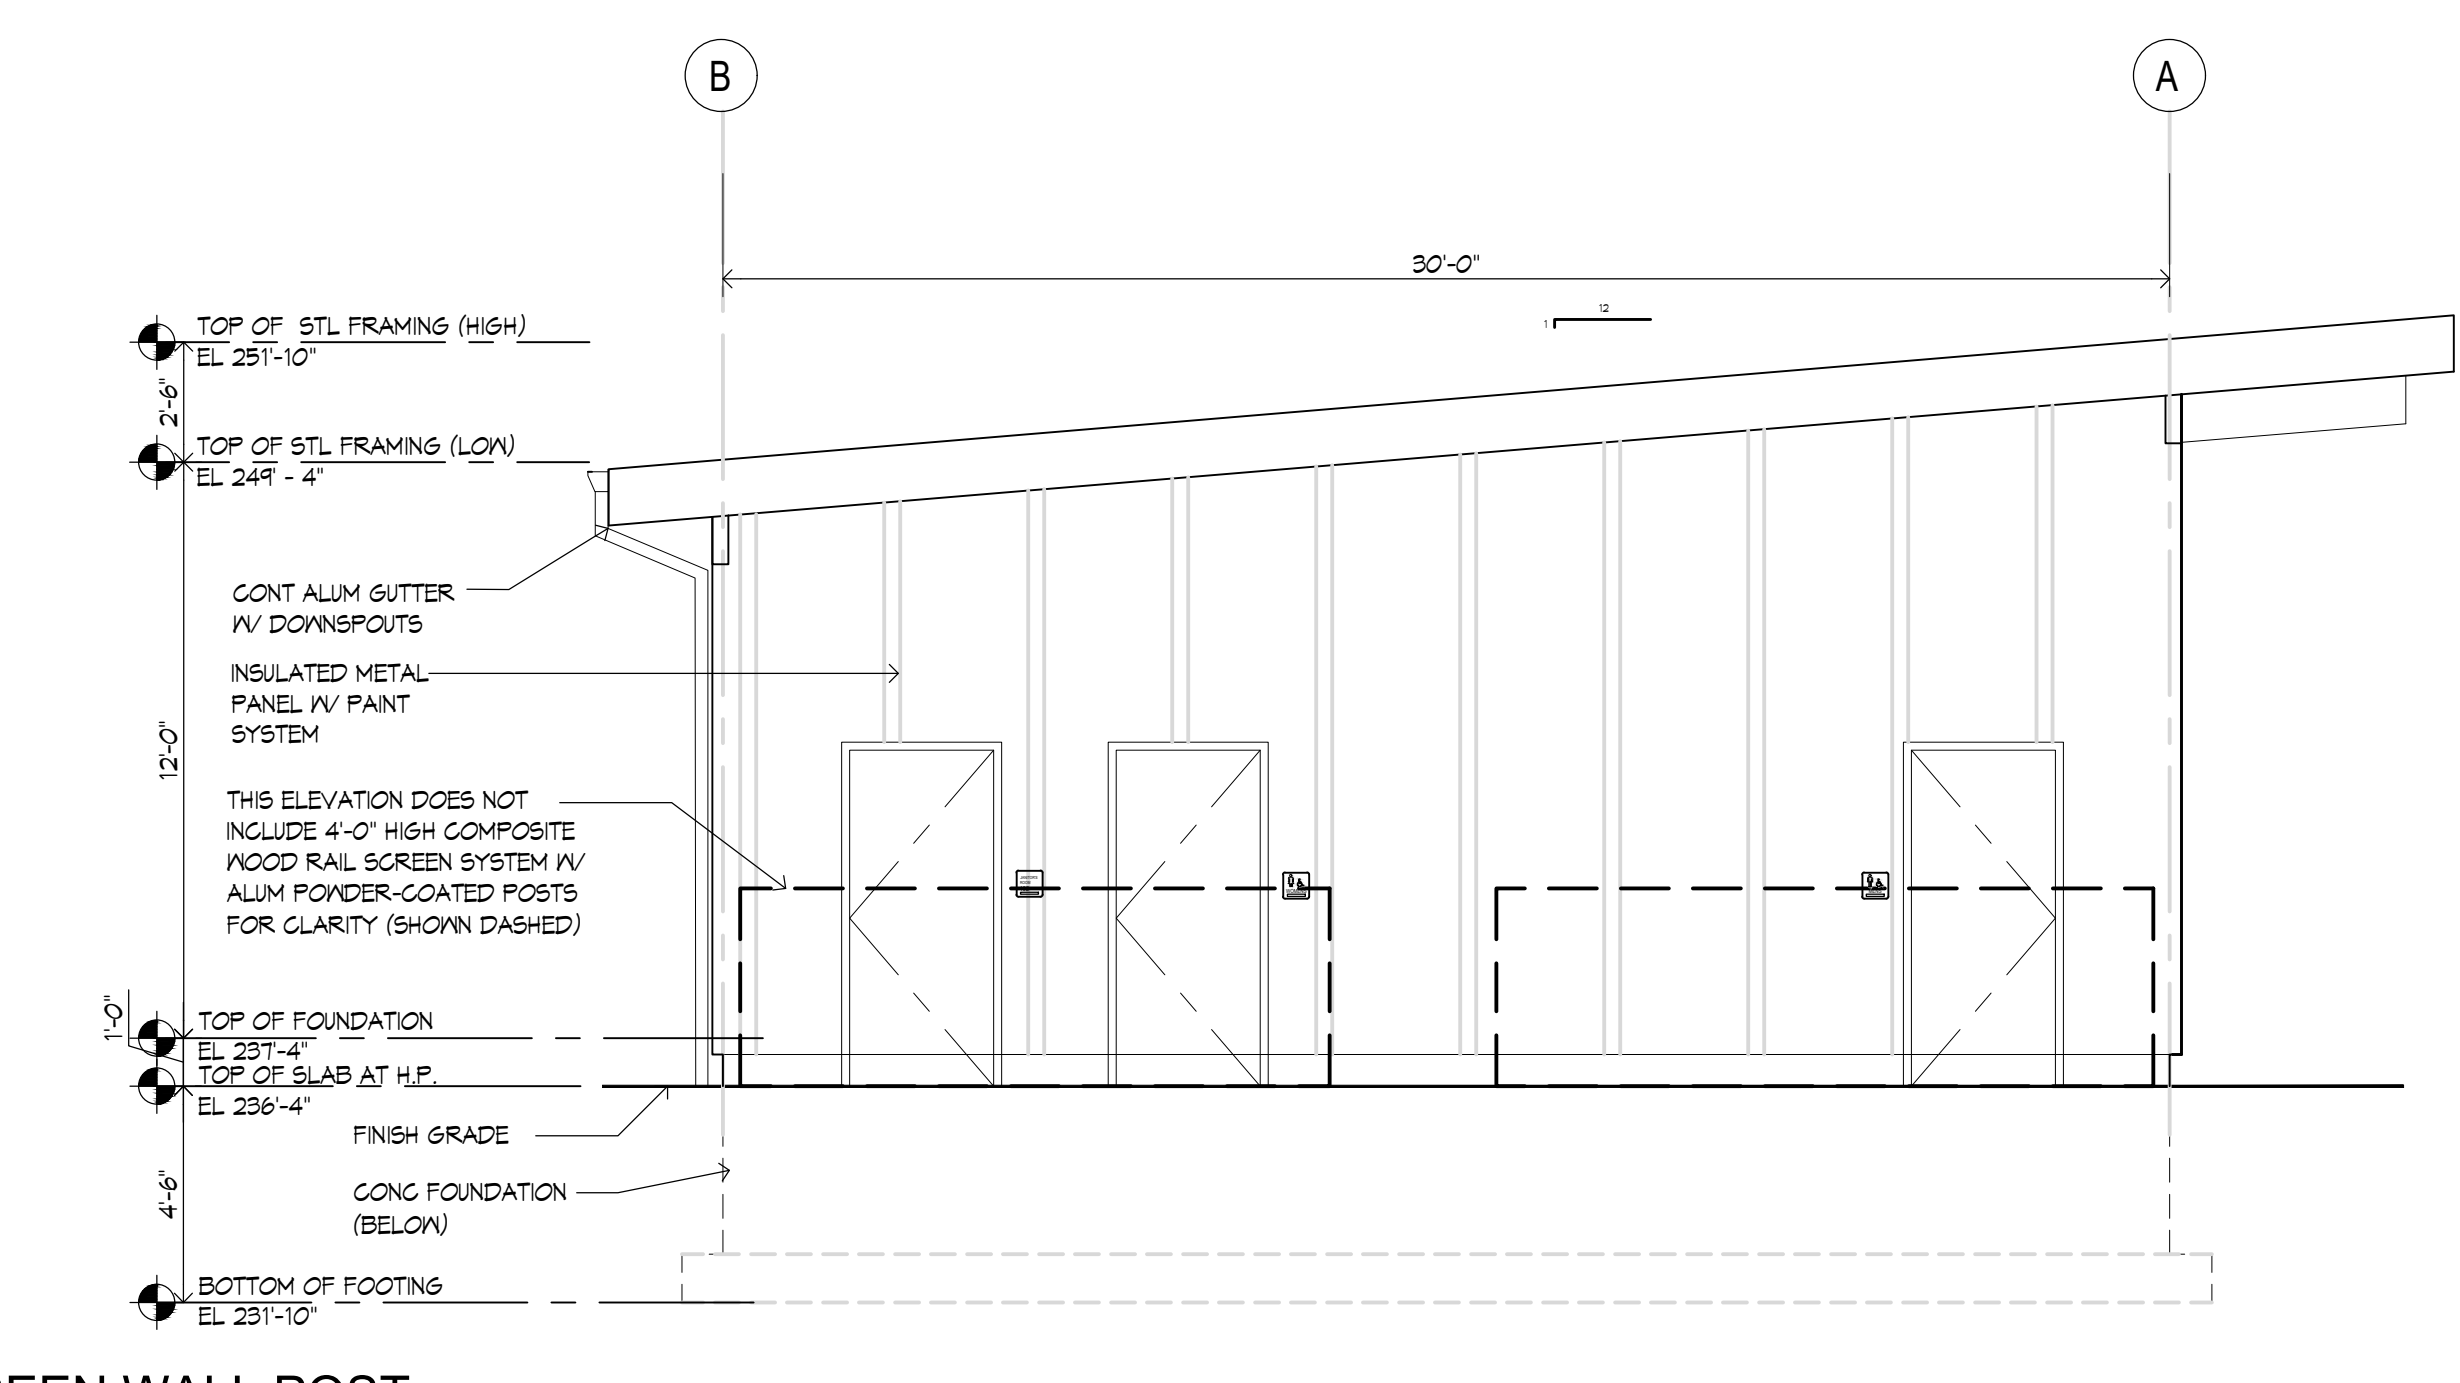 B
A
30'-0"
12
1
TOP OF STL FRAMING (HIGH)
EL 251'-10"
2'-6"
TOP OF STL FRAMING (LOW)
EL 249' - 4"
CONT ALUM GUTTER
W/ DOWNSPOUTS
INSULATED METAL
PANEL W/ PAINT
SYSTEM
12'-0"
THIS ELEVATION DOES NOT
INCLUDE 4'-0" HIGH COMPOSITE
WOOD RAIL SCREEN SYSTEM W/
ALUM POWDER-COATED POSTS
FOR CLARITY (SHOWN DASHED)
1'-0"
TOP OF FOUNDATION
EL 237'-4"
TOP OF SLAB AT H.P.
EL 236'-4"
FINISH GRADE
4'-6"
CONC FOUNDATION
(BELOW)
BOTTOM OF FOOTING
EL 231'-10"
WALL POST